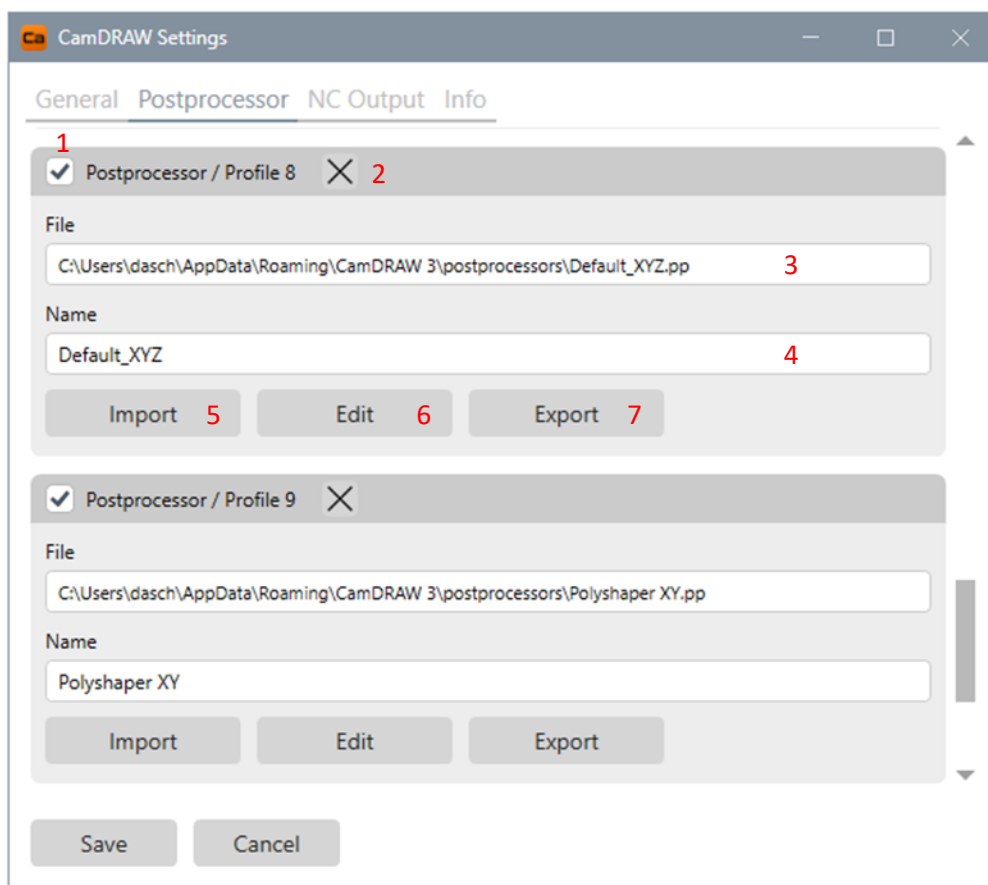 Ca CamDRAW Settings
General Postprocessor NC Output Info
1
Postprocessor / Profile 8 2
File
C:\Users\dasch\AppData\Roaming\CamDRAW 3\postprocessors\Default_XYZ.pp 3
Name
Default_XYZ 4
Import 5 Edit 6 Export 7
Postprocessor / Profile 9
File
C:\Users\dasch\AppData\Roaming\CamDRAW 3\postprocessors\Polyshaper XY.pp
Name
Polyshaper XY
Import Edit Export
Save Cancel